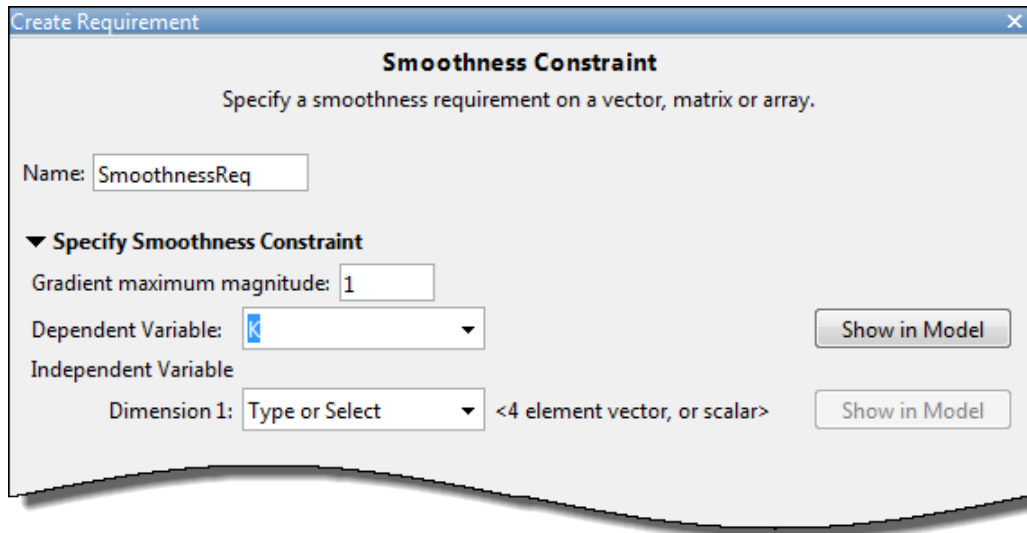 Create Requirement
Smoothness Constraint
Specify a smoothness requirement on a vector, matrix or array.
Name: SmoothnessReq
Specify Smoothness Constraint
Gradient maximum magnitude: 1
Dependent Variable: K Show in Model
Independent Variable
Dimension 1: Type or Select <4 element vector, or scalar> Show in Model